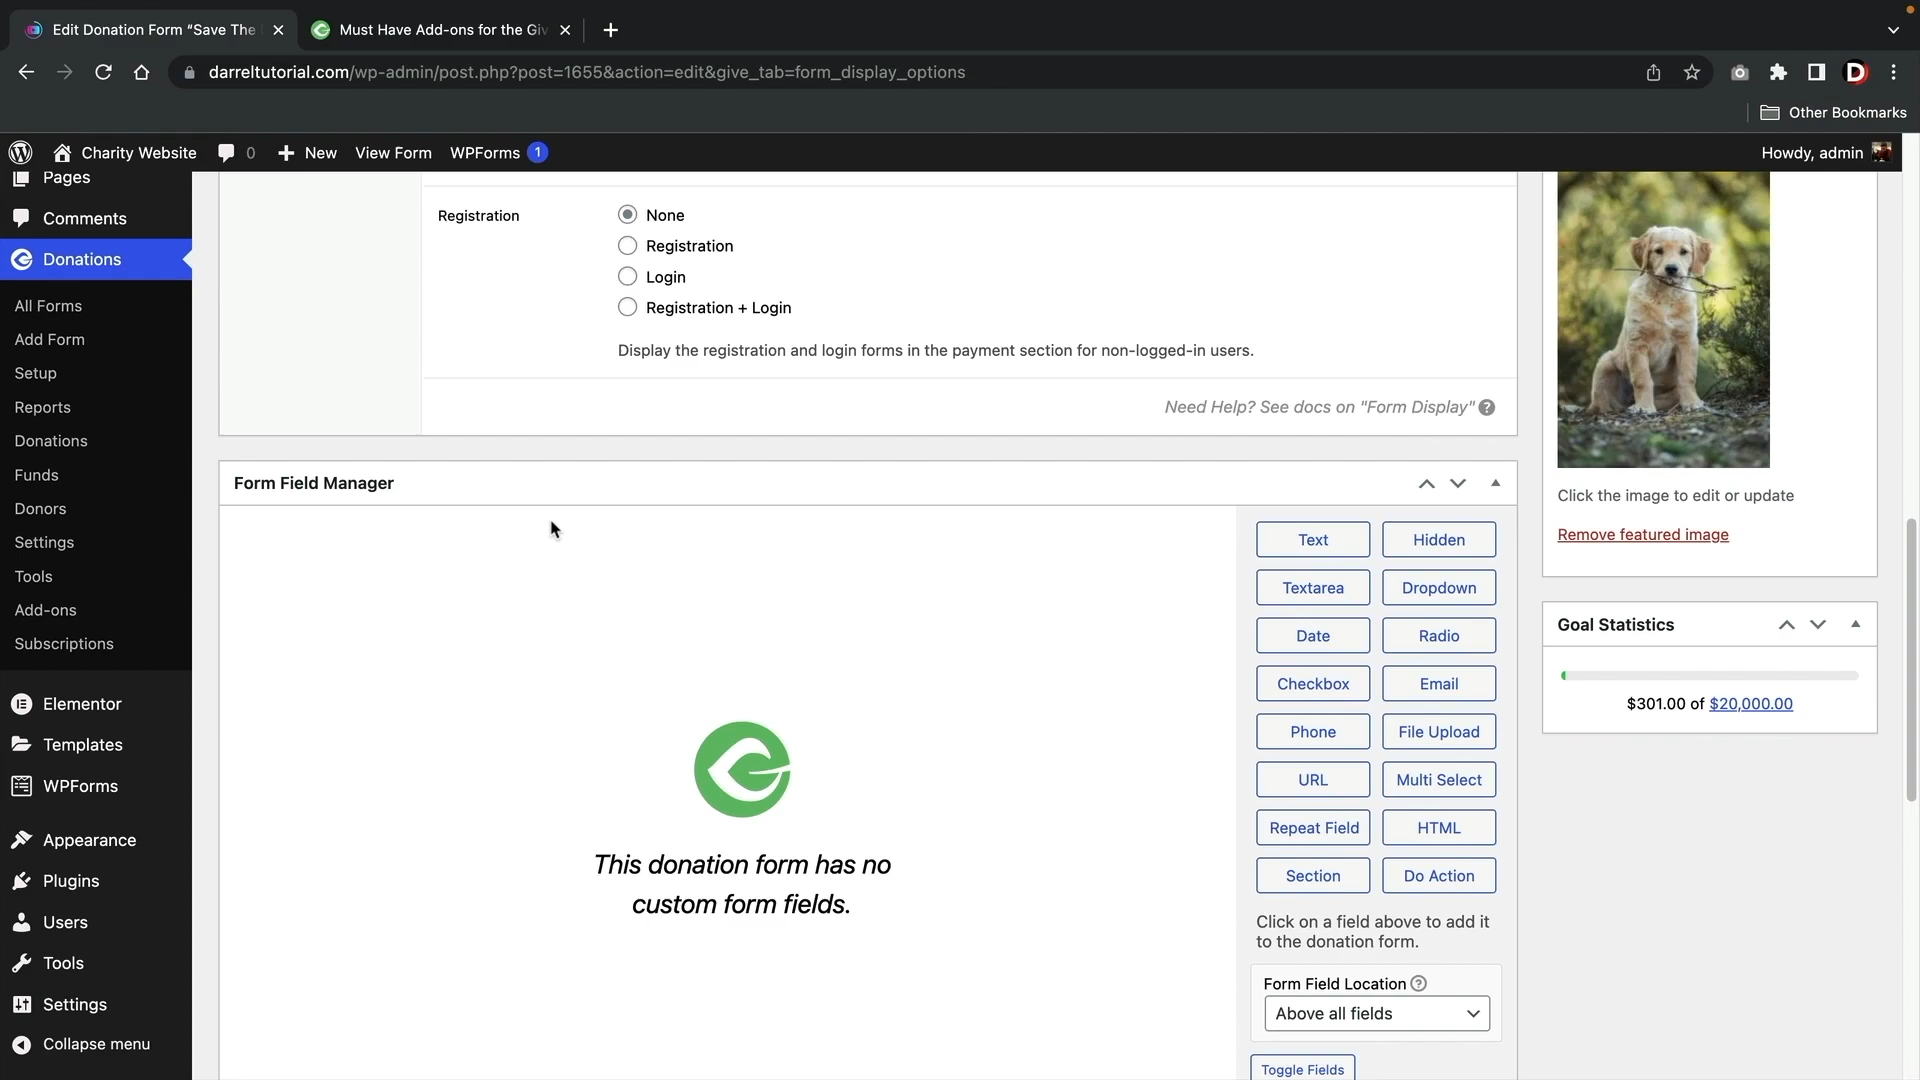 Edit Donation Form “Save The
Must Have Add-ons for the Giv
darreltutorial.com/wp-admin/post.php?post=1655&action=edit&give_tab=form_display_options
D
Other Bookmarks
Charity Website
0
New
View Form
WPForms
1
Howdy, admin
Pages
Comments
Donations
All Forms
Add Form
Setup
Reports
Donations
Funds
Donors
Settings
Tools
Add-ons
Subscriptions
Elementor
Templates
WPForms
Appearance
Plugins
Users
Tools
Settings
Collapse menu
Registration
None
Registration
Login
Registration + Login
Display the registration and login forms in the payment section for non-logged-in users.
Need Help? See docs on "Form Display" ?
Form Field Manager
This donation form has no
custom form fields.
Text
Hidden
Textarea
Dropdown
Date
Radio
Checkbox
Email
Phone
File Upload
URL
Multi Select
Repeat Field
HTML
Section
Do Action
Click on a field above to add it
to the donation form.
Form Field Location ?
Above all fields
Toggle Fields
Click the image to edit or update
Remove featured image
Goal Statistics
$301.00 of $20,000.00